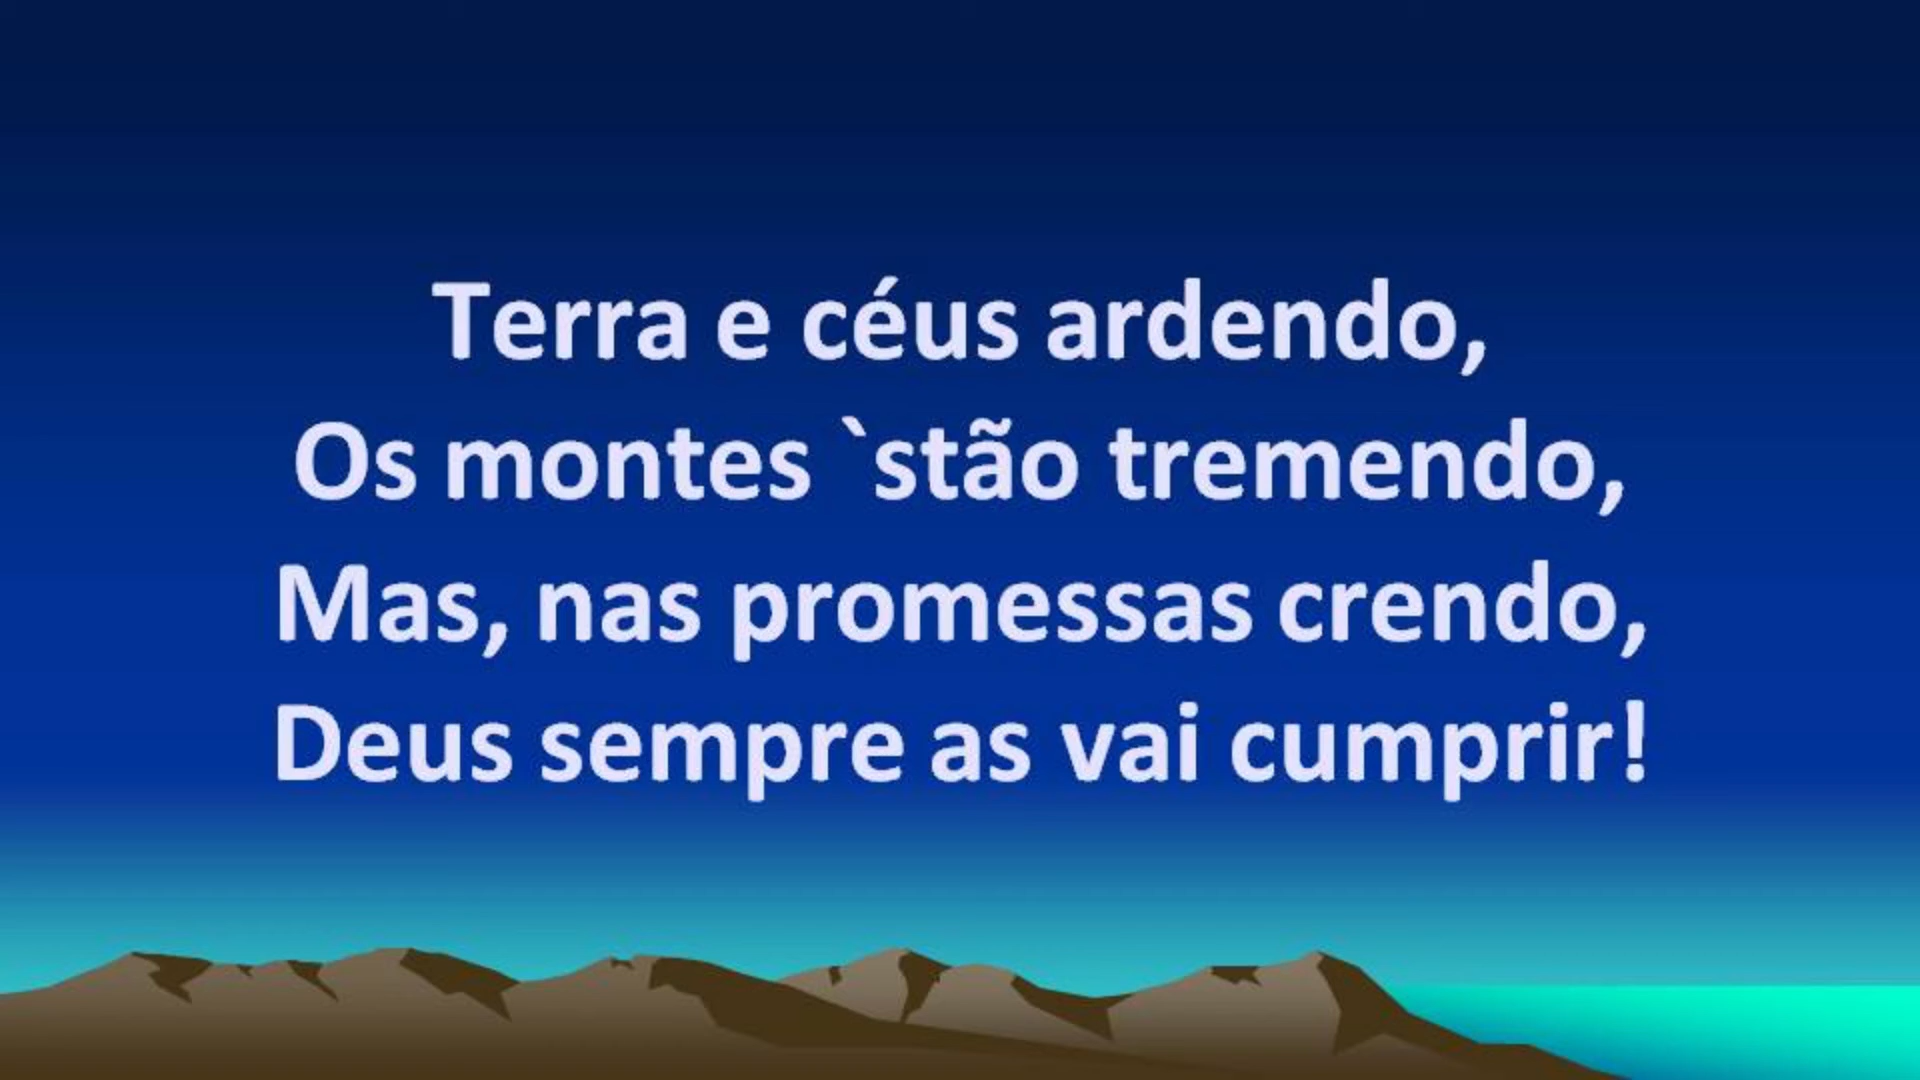 Terra e céus ardendo,
Os montes `stão tremendo,
Mas, nas promessas crendo,
Deus sempre as vai cumprir!